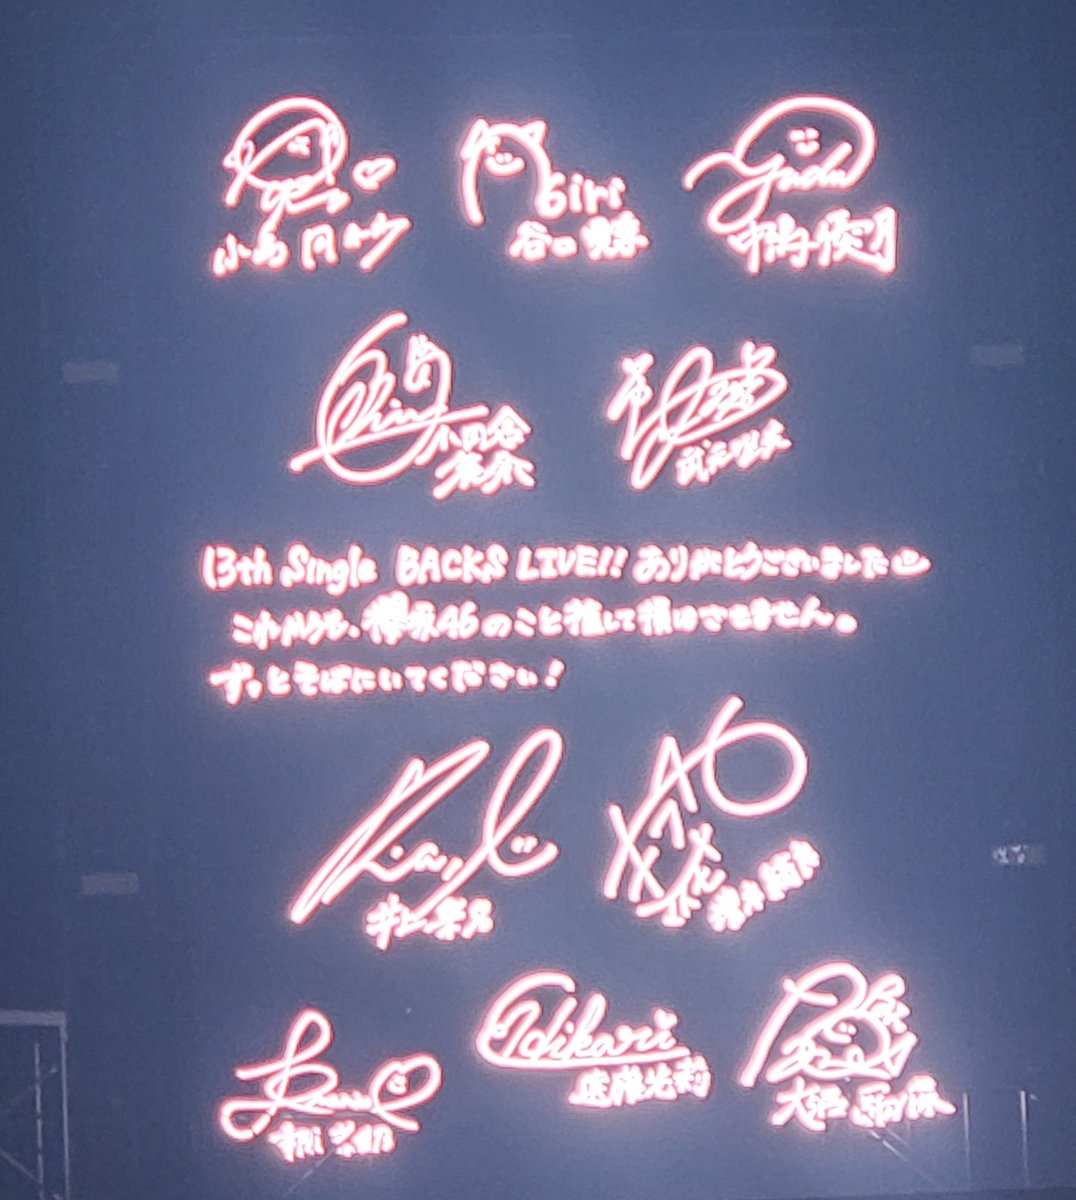 小島凪紗
airi
谷口愛季
中嶋優月
小田倉
麗奈
武元唯衣
13th Single BACKS LIVE!! ありがとうございました
これからも、櫻坂46のこと推して損はさせません。
ずっとそばにいてください!
井上梨名
増本綺良
Hikari
遠藤光莉
大沼晶保